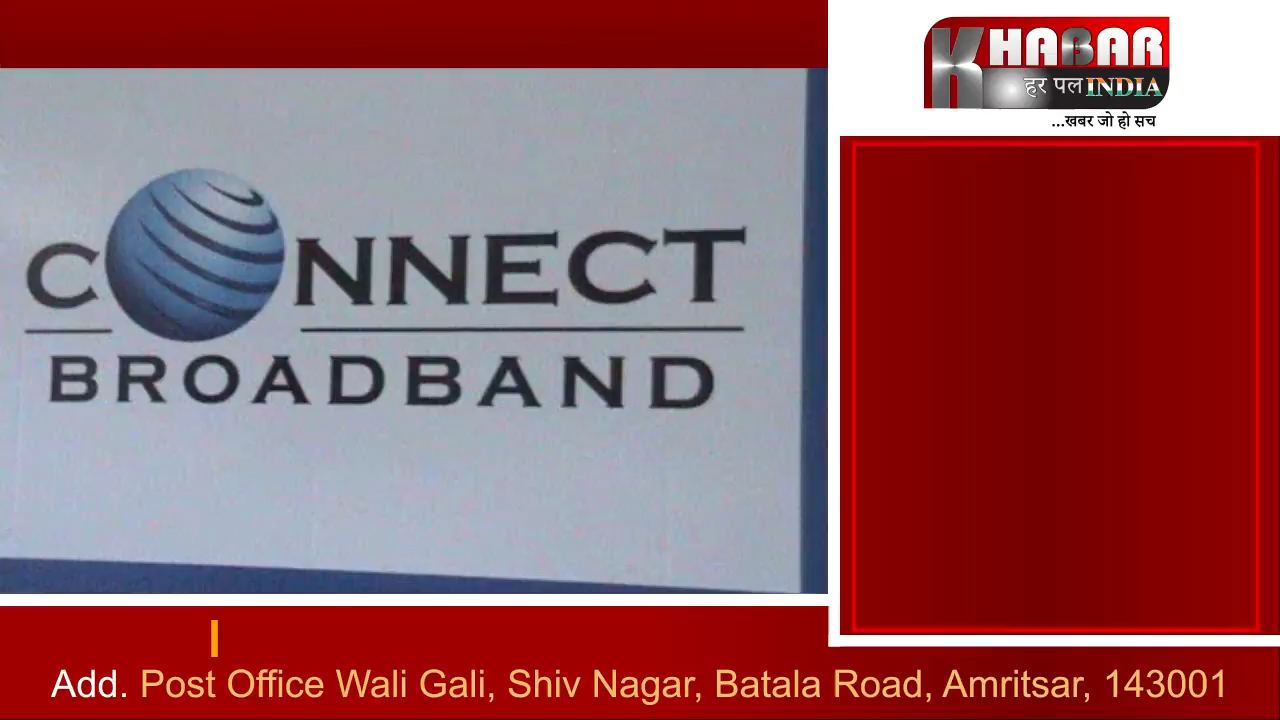 CONNECT
BROADBAND
KHABAR
हर पल INDIA
...खबर जो हो सच
Add. Post Office Wali Gali, Shiv Nagar, Batala Road, Amritsar, 143001